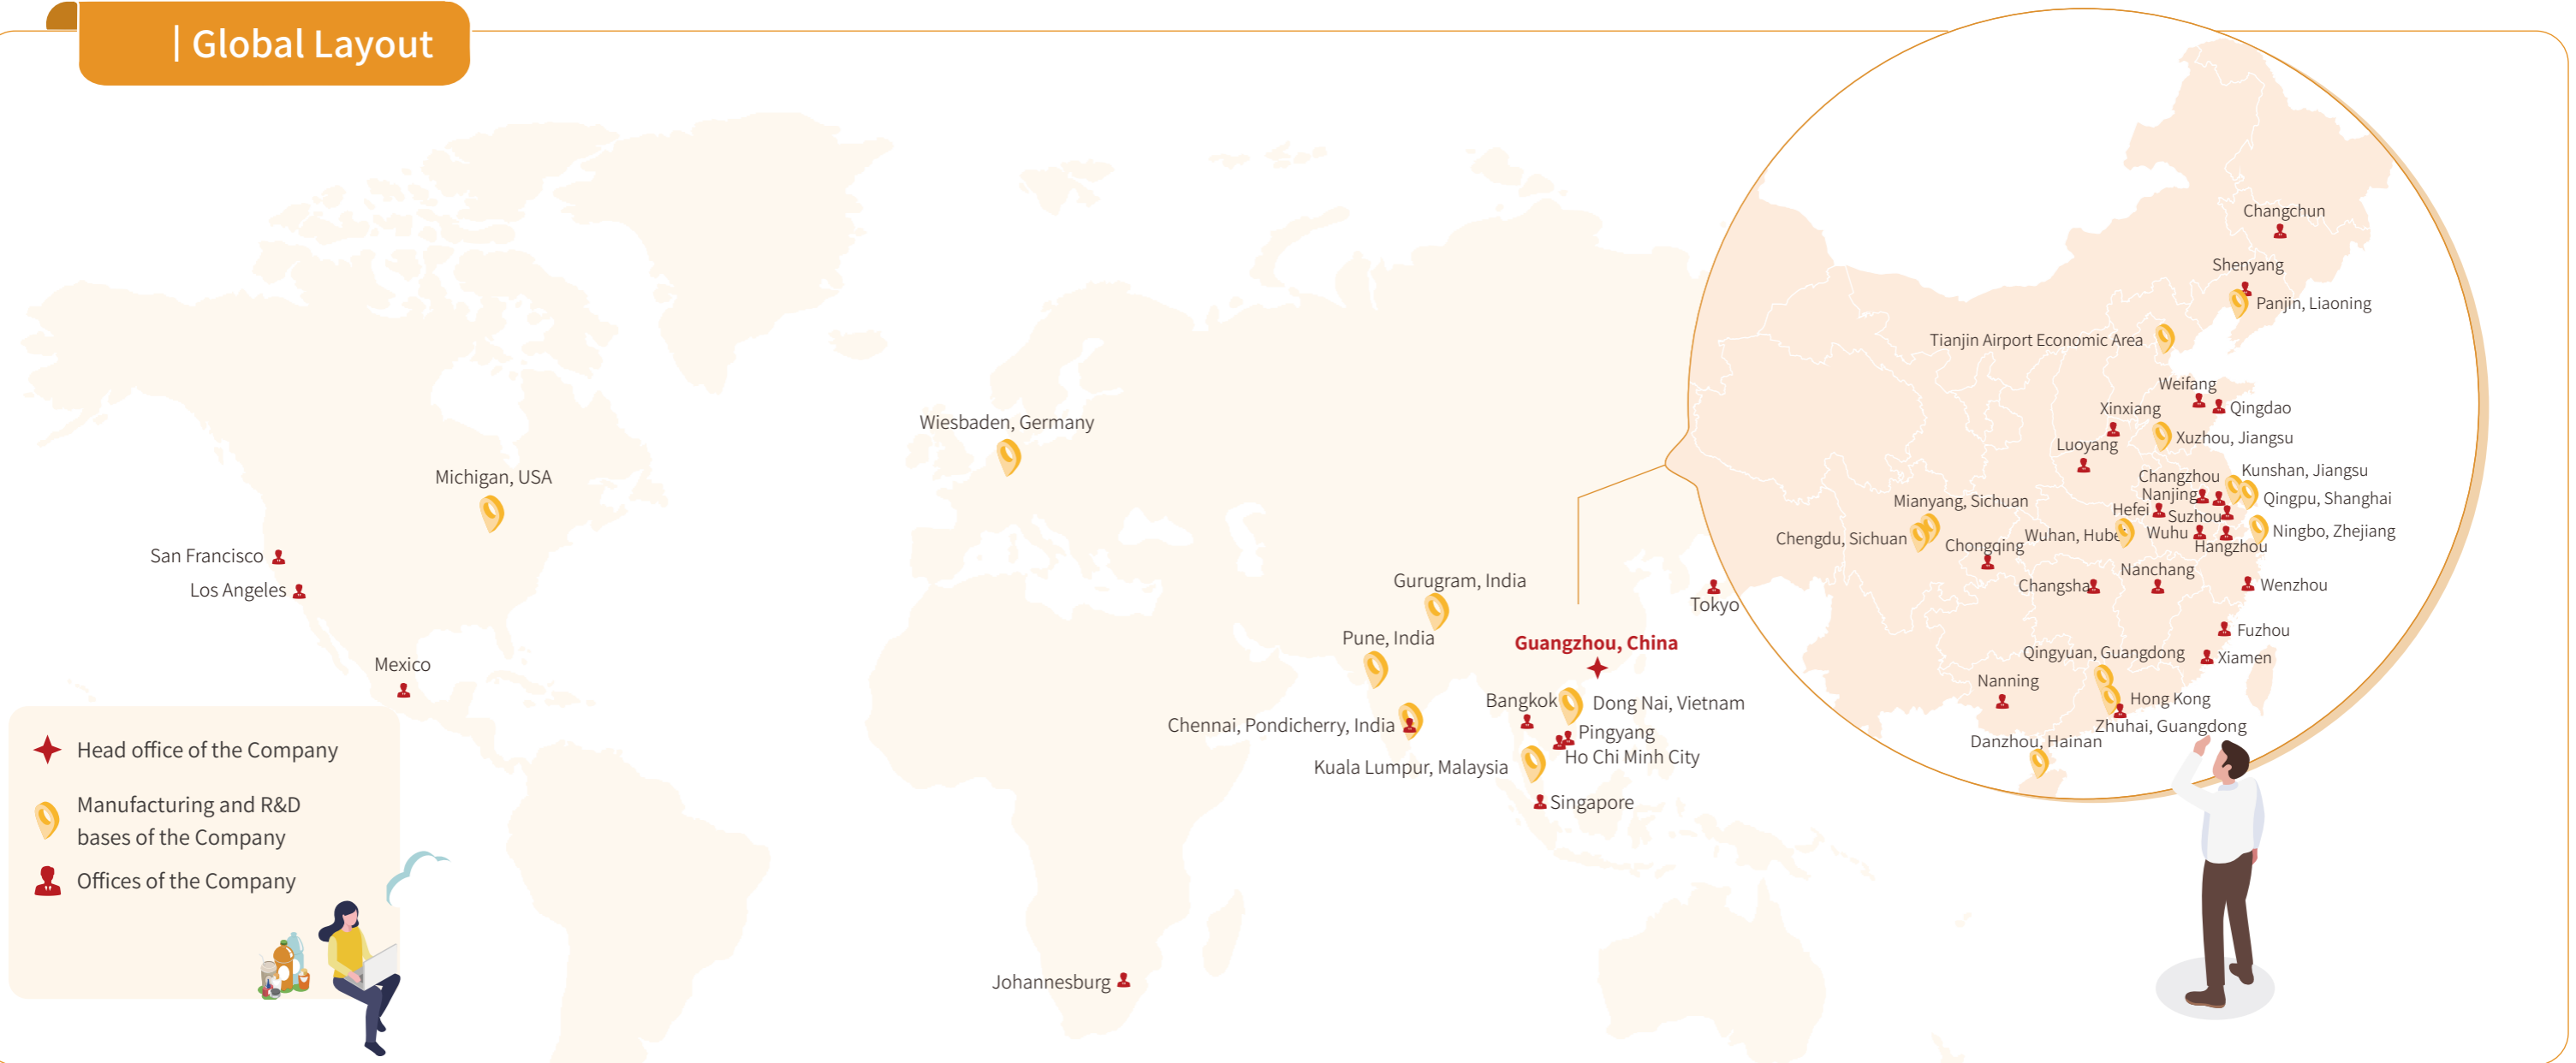 | Global Layout
Michigan, USA
San Francisco
Los Angeles
Mexico
Head office of the Company
Manufacturing and R&D
bases of the Company
Offices of the Company
Wiesbaden, Germany
Gurugram, India
Pune, India
Chennai, Pondicherry, India
Tokyo
Guangzhou, China
Bangkok
Dong Nai, Vietnam
Pingyang
Ho Chi Minh City
Kuala Lumpur, Malaysia
Singapore
Johannesburg
Changchun
Shenyang
Panjin, Liaoning
Tianjin Airport Economic Area
Weifang
Qingdao
Xinxiang
Xuzhou, Jiangsu
Luoyang
Kunshan, Jiangsu
Changzhou
Nanjing
Qingpu, Shanghai
Mianyang, Sichuan
Hefei
Suzhou
Chengdu, Sichuan
Chongqing
Wuhan, Hubei
Wuhu
Ningbo, Zhejiang
Hangzhou
Nanchang
Changsha
Wenzhou
Fuzhou
Qingyuan, Guangdong
Xiamen
Nanning
Hong Kong
Zhuhai, Guangdong
Danzhou, Hainan